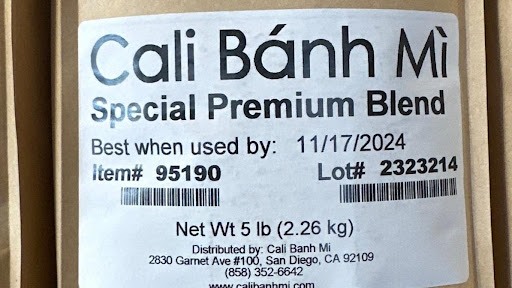 Cali Bánh Mì
Special Premium Blend
Best when used by: 11/17/2024
Item# 95190 Lot# 2323214
Net Wt 5 lb (2.26 kg)
Distributed by: Cali Banh Mi
2830 Garnet Ave #100, San Diego, CA 92109
(858) 352-6642
www.calibanhmi.com